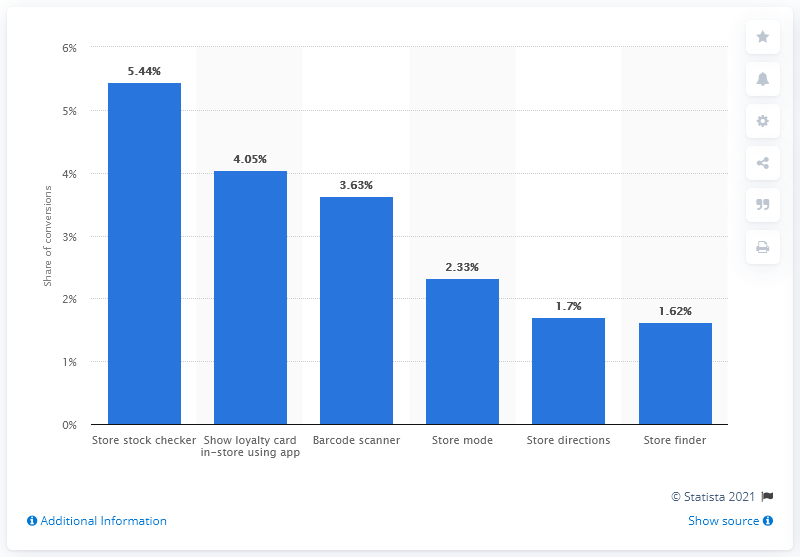 6%
5%
4%
3%
2%
1%
0%
Share of conversions
5.44%
4.05%
3.63%
2.33%
1.7%
1.62%
Store stock checker
Show loyalty card
in-store using app
Barcode scanner
Store mode
Store directions
Store finder
© Statista 2021
Additional Information
Show source